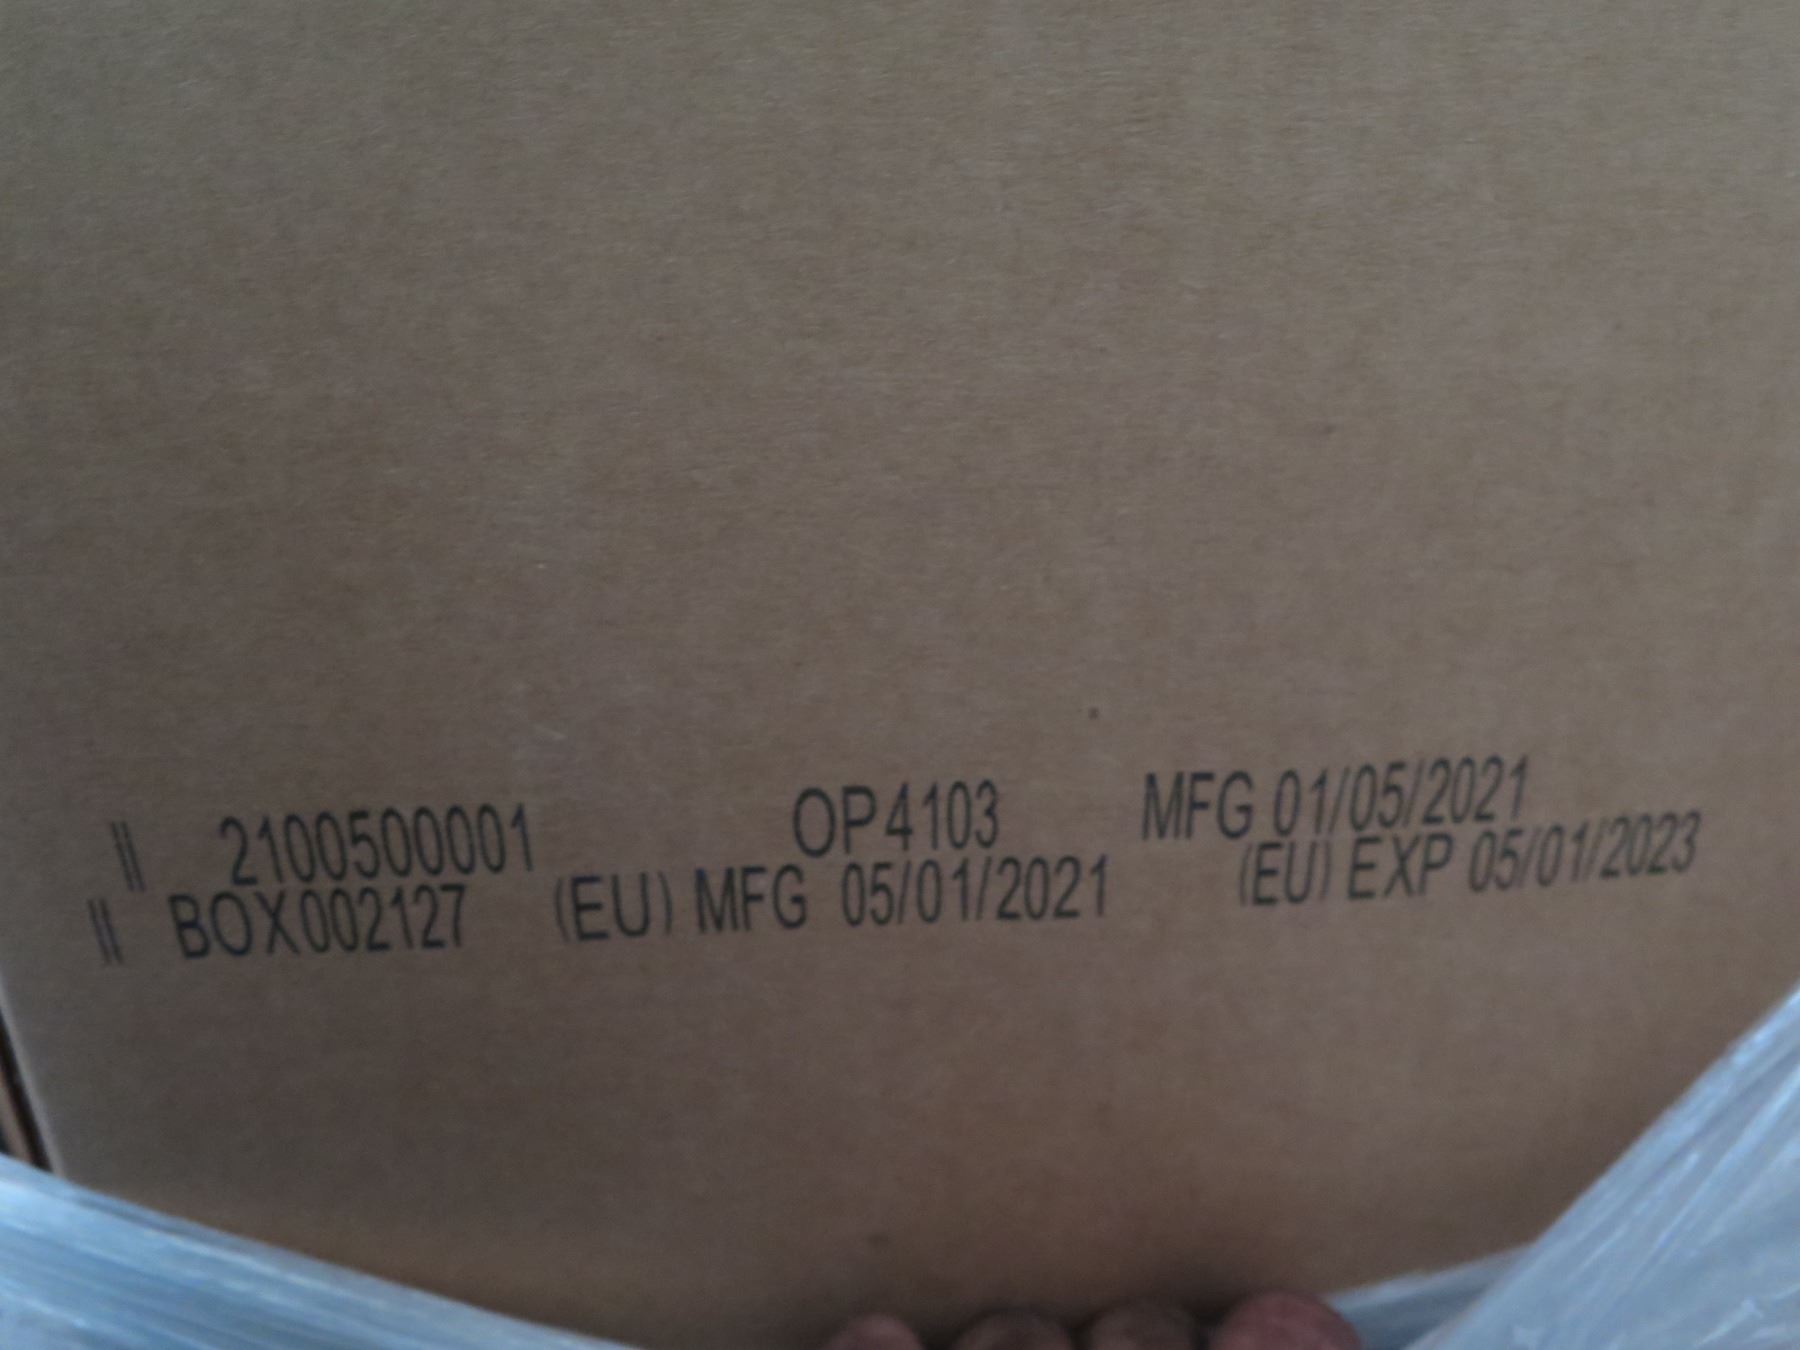 || 2100500001 OP4103 MFG 01/05/2021
|| BOX002127 (EU) MFG 05/01/2021 (EU) EXP 05/01/2023